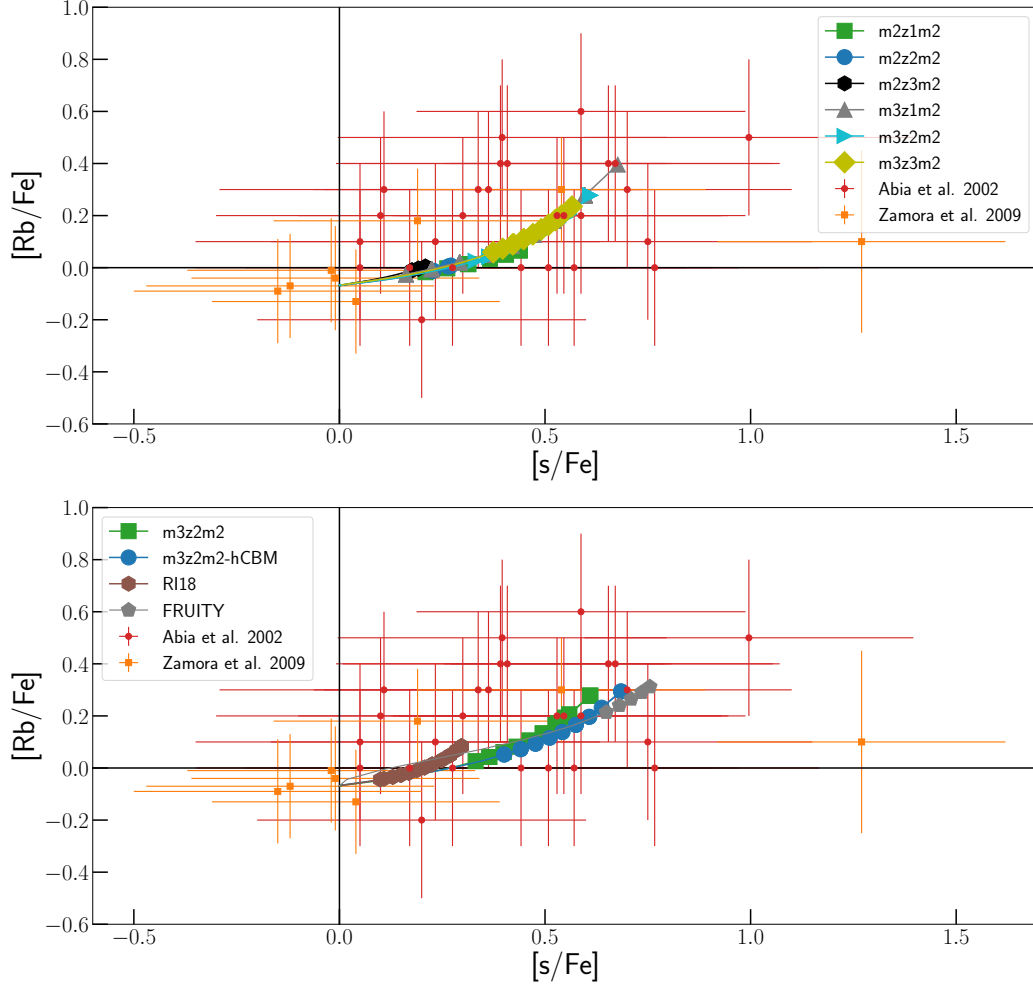 1.0
0.8
0.6
0.4
0.2
0.0
−0.2
−0.4
−0.6
[Rb/Fe]
m2z1m2
m2z2m2
m2z3m2
m3z1m2
m3z2m2
m3z3m2
Abia et al. 2002
Zamora et al. 2009
−0.5
0.0
0.5
1.0
1.5
[s/Fe]
1.0
0.8
0.6
0.4
0.2
0.0
−0.2
−0.4
−0.6
[Rb/Fe]
m3z2m2
m3z2m2-hCBM
RI18
FRUITY
Abia et al. 2002
Zamora et al. 2009
−0.5
0.0
0.5
1.0
1.5
[s/Fe]